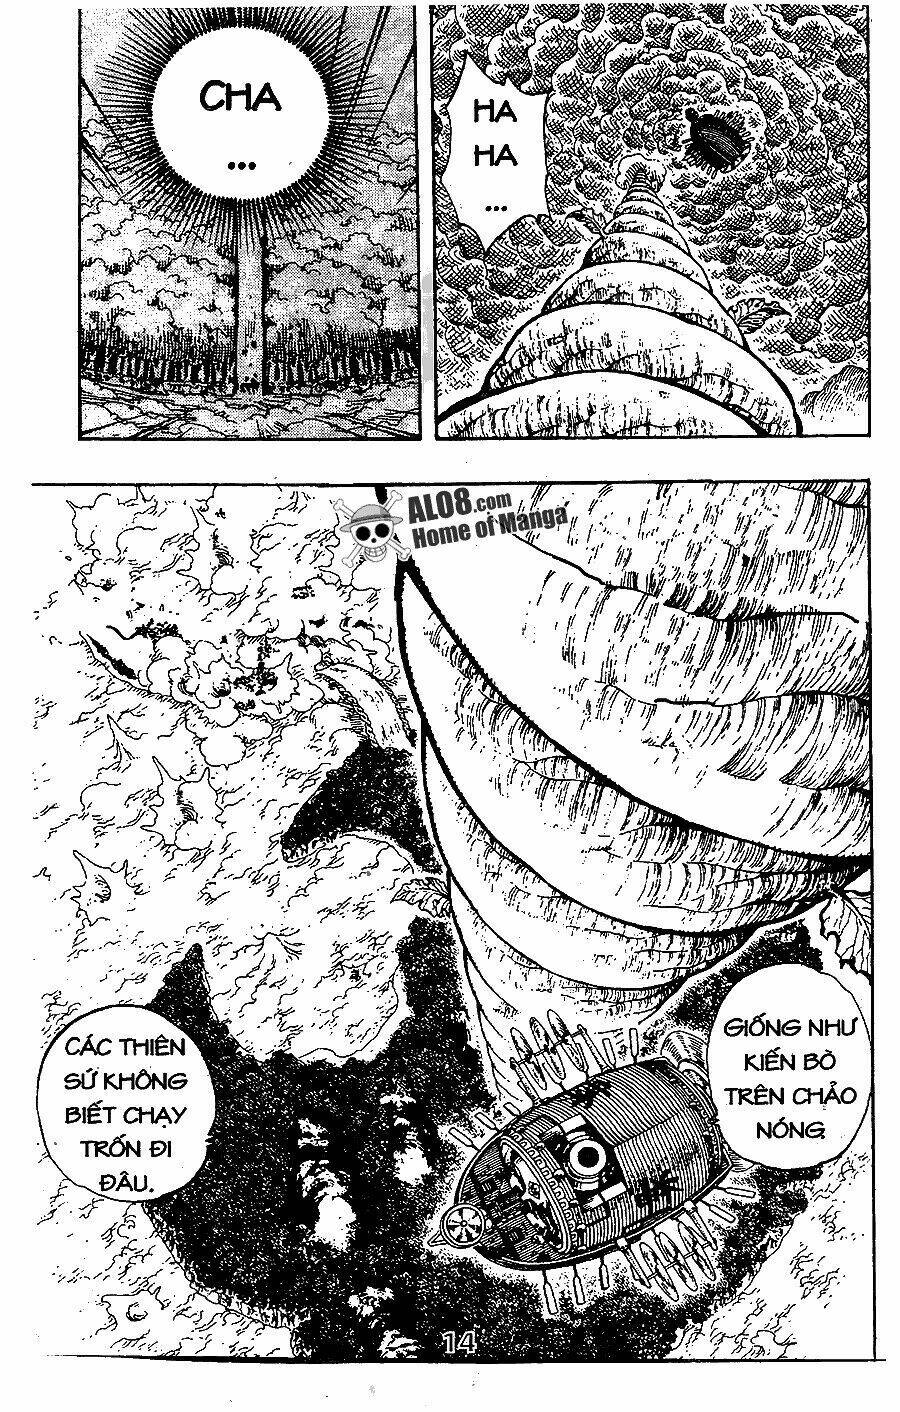 CHA
...
HA
HA
...
ALO8.com
Home of Manga
GIỐNG NHƯ
KIẾN BÒ
TRÊN CHẢO
NÓNG.
CÁC THIÊN
SỨ KHÔNG
BIẾT CHẠY
TRỐN ĐI
ĐÂU.
14